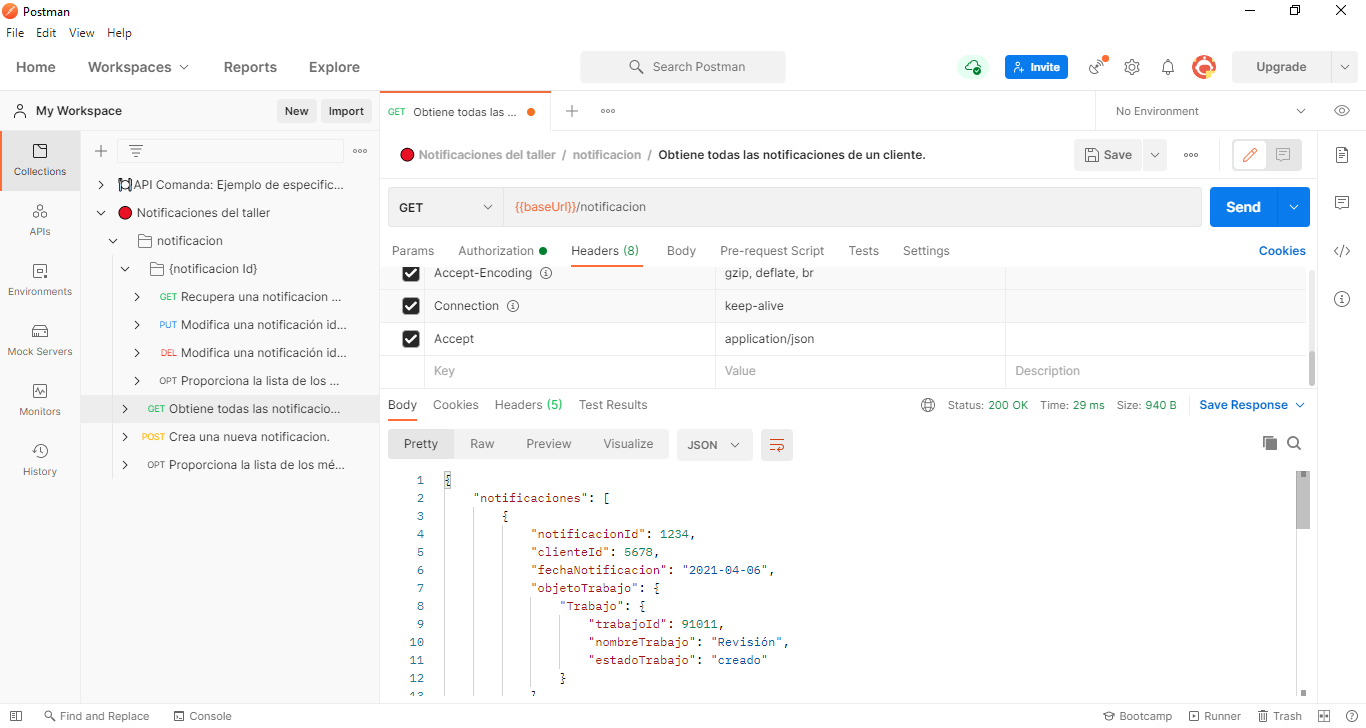 Postman
File Edit View Help
Home Workspaces Reports Explore Search Postman Invite Upgrade
My Workspace New Import
GET Obtiene todas las ... No Environment
Collections
APIs
Environments
Mock Servers
Monitors
History
API Comanda: Ejemplo de especific...
Notificaciones del taller
notificacion
{notificacion Id}
GET Recupera una notificacion ...
PUT Modifica una notificación id...
DEL Modifica una notificación id...
OPT Proporciona la lista de los ...
GET Obtiene todas las notificacio...
POST Crea una nueva notificacion.
OPT Proporciona la lista de los mé...
Notificaciones del taller / notificacion / Obtiene todas las notificaciones de un cliente. Save
GET {{baseUrl}}/notificacion Send
Params Authorization Headers (8) Body Pre-request Script Tests Settings Cookies
Accept-Encoding gzip, deflate, br
Connection keep-alive
Accept application/json
Key Value Description
Body Cookies Headers (5) Test Results Status: 200 OK Time: 29 ms Size: 940 B Save Response
Pretty Raw Preview Visualize JSON
1 {
2 "notificaciones": [
3 {
4 "notificacionId": 1234,
5 "clienteId": 5678,
6 "fechaNotificacion": "2021-04-06",
7 "objetoTrabajo": {
8 "Trabajo": {
9 "trabajoId": 91011,
10 "nombreTrabajo": "Revisión",
11 "estadoTrabajo": "creado"
12 }
13 }
Find and Replace Console Bootcamp Runner Trash